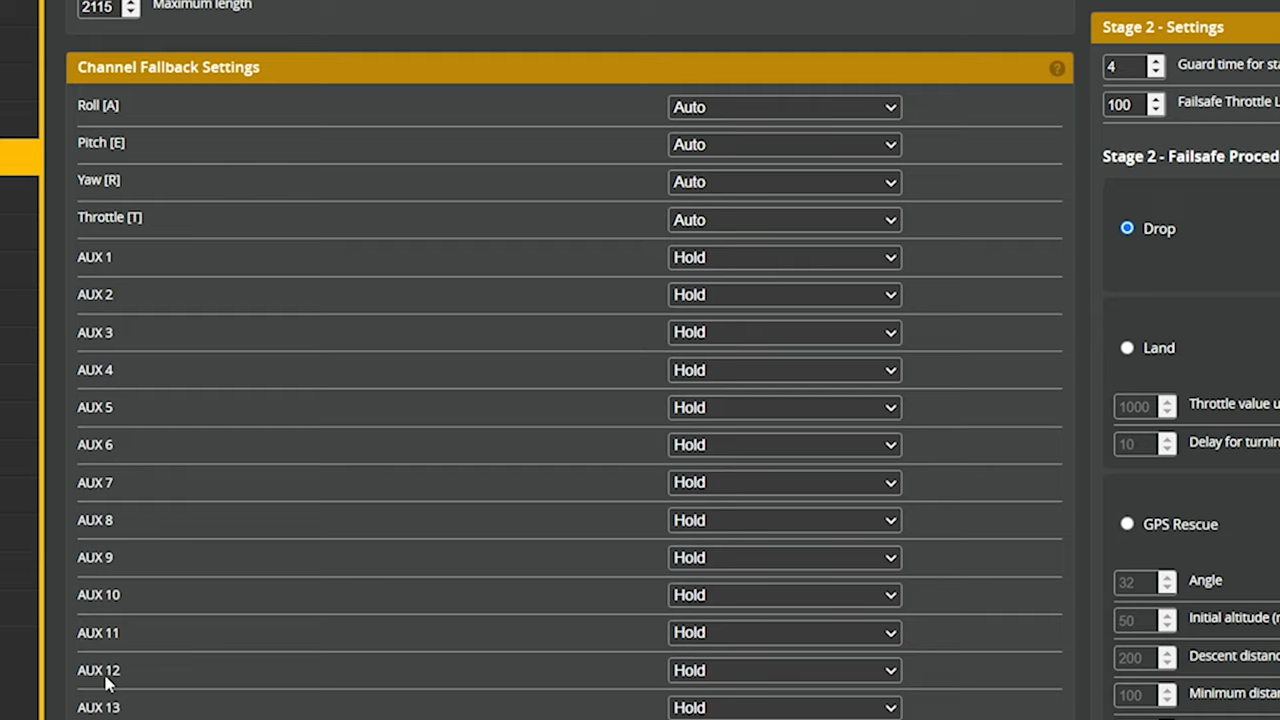 2115 Maximum length
Channel Fallback Settings
Roll [A] Auto
Pitch [E] Auto
Yaw [R] Auto
Throttle [T] Auto
AUX 1 Hold
AUX 2 Hold
AUX 3 Hold
AUX 4 Hold
AUX 5 Hold
AUX 6 Hold
AUX 7 Hold
AUX 8 Hold
AUX 9 Hold
AUX 10 Hold
AUX 11 Hold
AUX 12 Hold
AUX 13 Hold
Stage 2 - Settings
4 Guard time for sta
100 Failsafe Throttle L
Stage 2 - Failsafe Proced
Drop
Land
1000 Throttle value u
10 Delay for turnin
GPS Rescue
32 Angle
50 Initial altitude (
200 Descent distanc
100 Minimum distan